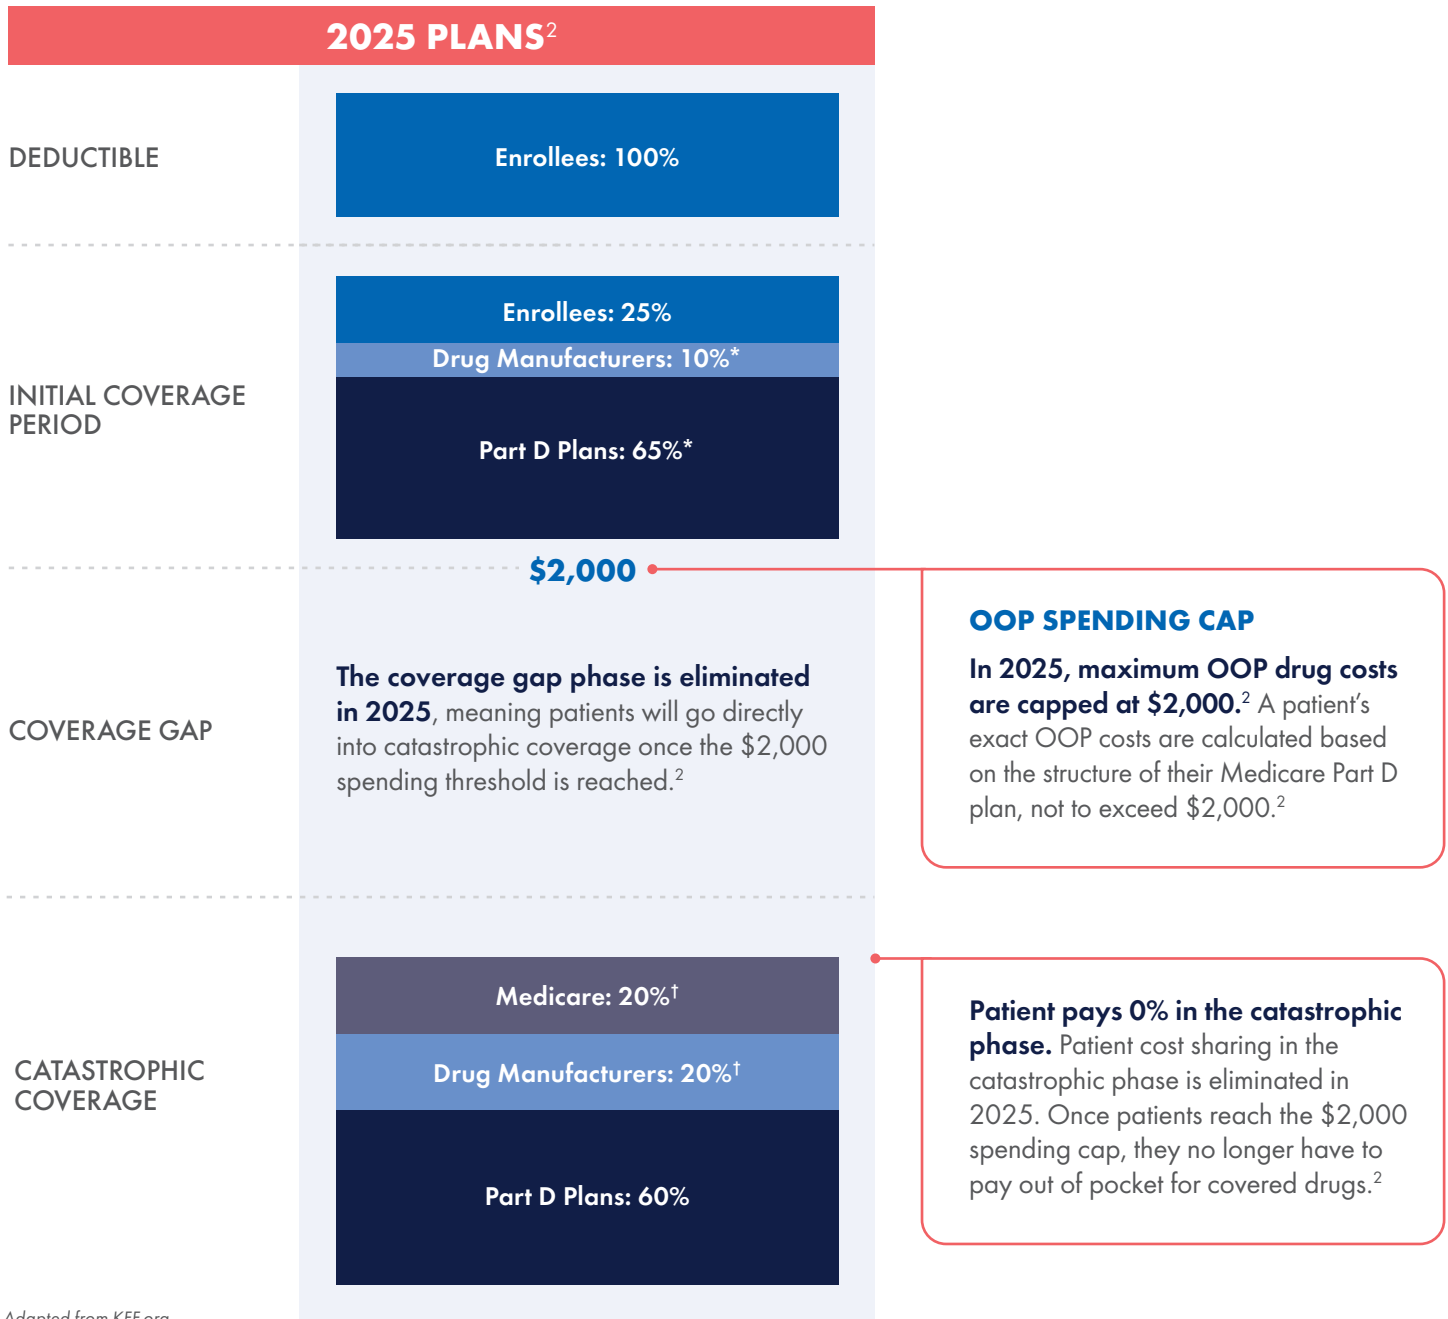 2025 PLANS²
DEDUCTIBLE
Enrollees: 100%
INITIAL COVERAGE
PERIOD
Enrollees: 25%
Drug Manufacturers: 10%*
Part D Plans: 65%*
$2,000
OOP SPENDING CAP
In 2025, maximum OOP drug costs
are capped at $2,000.² A patient’s
exact OOP costs are calculated based
on the structure of their Medicare Part D
plan, not to exceed $2,000.²
COVERAGE GAP
The coverage gap phase is eliminated
in 2025, meaning patients will go directly
into catastrophic coverage once the $2,000
spending threshold is reached.²
CATASTROPHIC
COVERAGE
Medicare: 20%†
Drug Manufacturers: 20%†
Part D Plans: 60%
Patient pays 0% in the catastrophic
phase. Patient cost sharing in the
catastrophic phase is eliminated in
2025. Once patients reach the $2,000
spending cap, they no longer have to
pay out of pocket for covered drugs.²
Adapted from KFF.org